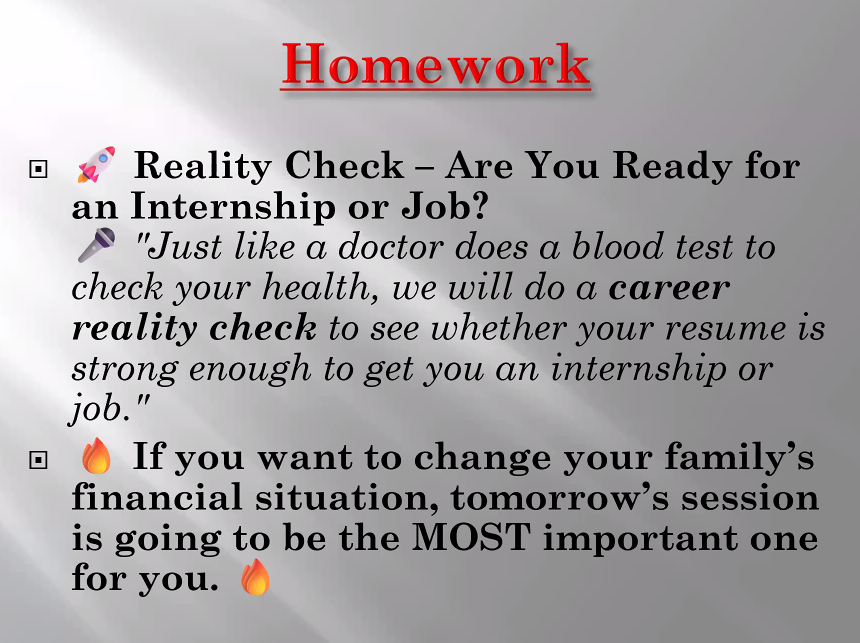 Homework
🚀 Reality Check – Are You Ready for
an Internship or Job?
🎤 "Just like a doctor does a blood test to
check your health, we will do a career
reality check to see whether your resume is
strong enough to get you an internship or
job."
🔥 If you want to change your family's
financial situation, tomorrow's session
is going to be the MOST important one
for you. 🔥